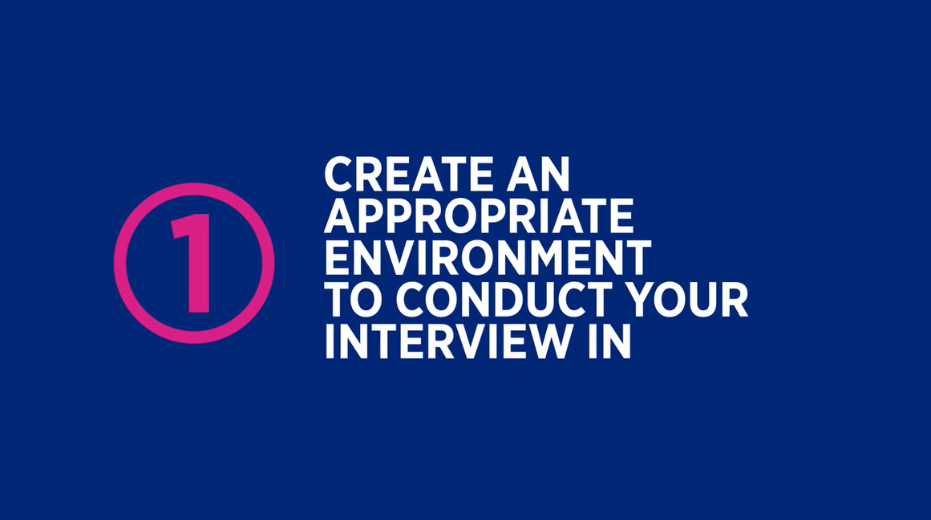 1
CREATE AN
APPROPRIATE
ENVIRONMENT
TO CONDUCT YOUR
INTERVIEW IN